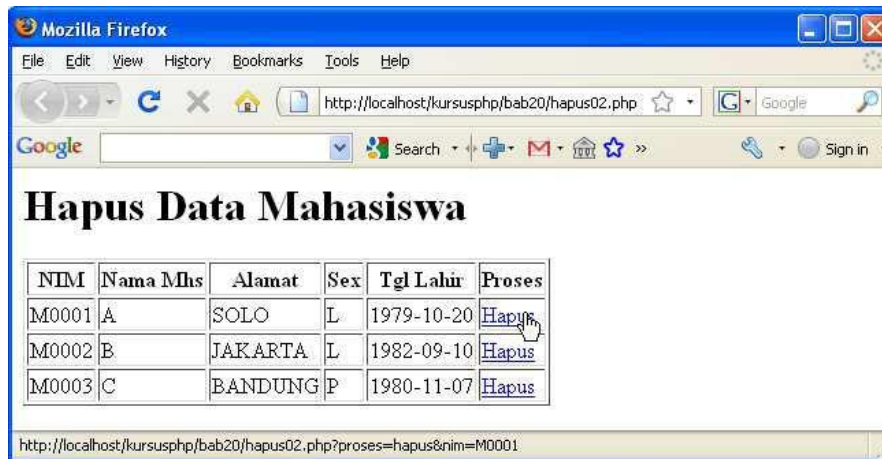 Mozilla Firefox
File Edit View History Bookmarks Tools Help
http://localhost/kursusphp/bab20/hapus02.php G Google
Google Search » Sign in
Hapus Data Mahasiswa
NIM Nama Mhs Alamat Sex Tgl Lahir Proses
M0001 A SOLO L 1979-10-20 Hapus
M0002 B JAKARTA L 1982-09-10 Hapus
M0003 C BANDUNG P 1980-11-07 Hapus
http://localhost/kursusphp/bab20/hapus02.php?proses=hapus&nim=M0001